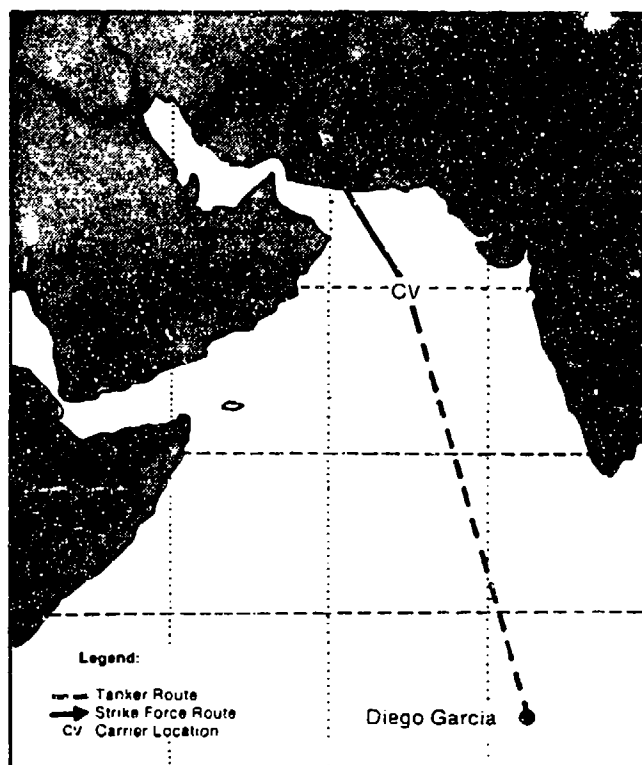 CV
Legend:
Tanker Route
Strike Force Route
CV Carrier Location
Diego Garcia